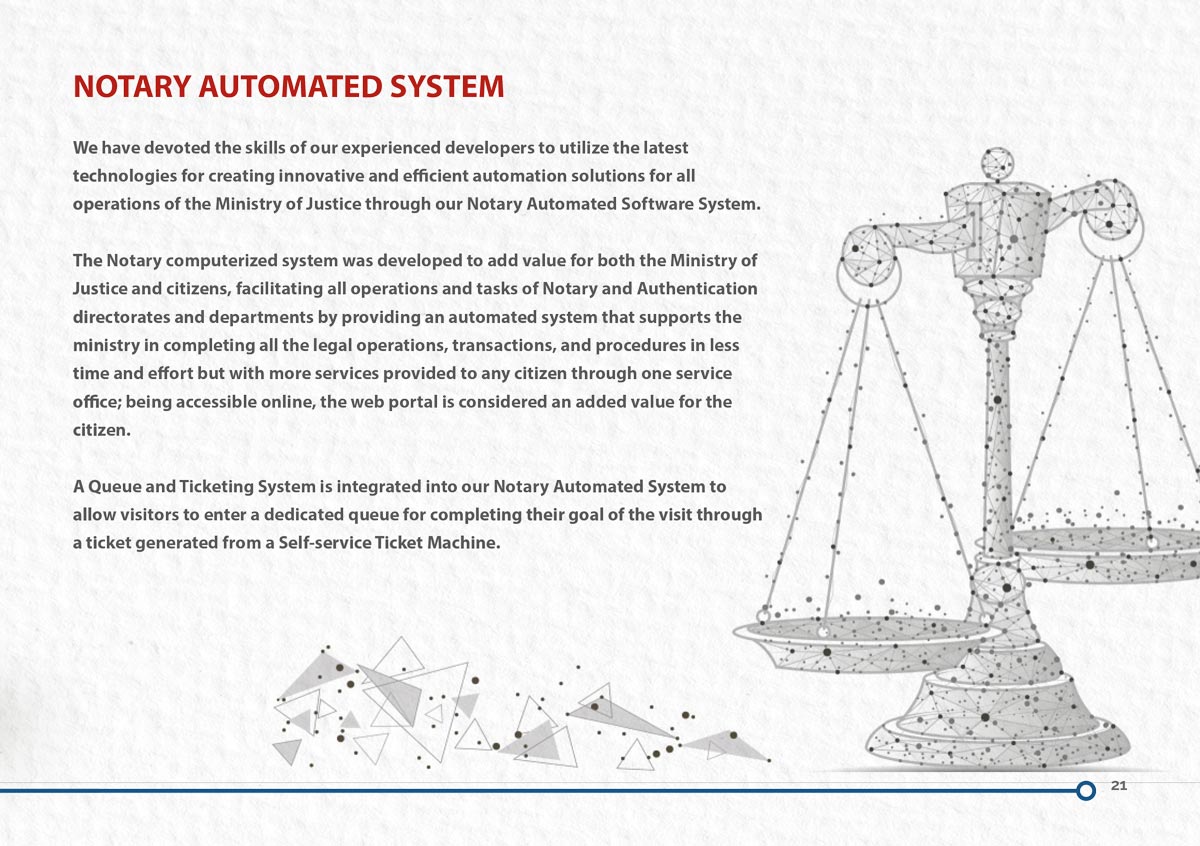 NOTARY AUTOMATED SYSTEM
We have devoted the skills of our experienced developers to utilize the latest
technologies for creating innovative and efficient automation solutions for all
operations of the Ministry of Justice through our Notary Automated Software System.
The Notary computerized system was developed to add value for both the Ministry of
Justice and citizens, facilitating all operations and tasks of Notary and Authentication
directorates and departments by providing an automated system that supports the
ministry in completing all the legal operations, transactions, and procedures in less
time and effort but with more services provided to any citizen through one service
office; being accessible online, the web portal is considered an added value for the
citizen.
A Queue and Ticketing System is integrated into our Notary Automated System to
allow visitors to enter a dedicated queue for completing their goal of the visit through
a ticket generated from a Self-service Ticket Machine.
21